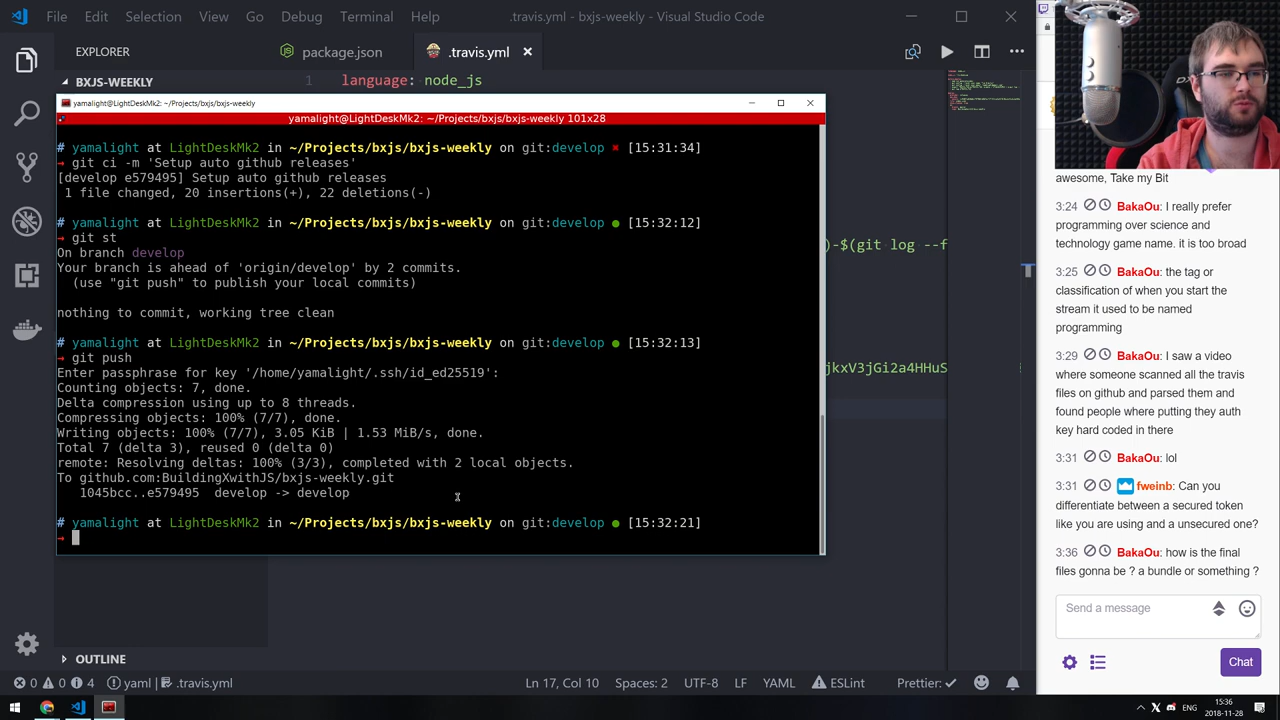 File Edit Selection View Go Debug Terminal Help .travis.yml - bxjs-weekly - Visual Studio Code
EXPLORER
package.json
.travis.yml
BXJS-WEEKLY
1 language: node_js
yamalight@LightDeskMk2: ~/Projects/bxjs/bxjs-weekly
yamalight@LightDeskMk2: ~/Projects/bxjs/bxjs-weekly 101x28
# yamalight at LightDeskMk2 in ~/Projects/bxjs/bxjs-weekly on git:develop ✖ [15:31:34]
→ git ci -m 'Setup auto github releases'
[develop e579495] Setup auto github releases
1 file changed, 20 insertions(+), 22 deletions(-)
# yamalight at LightDeskMk2 in ~/Projects/bxjs/bxjs-weekly on git:develop ● [15:32:12]
→ git st
On branch develop
Your branch is ahead of 'origin/develop' by 2 commits.
(use "git push" to publish your local commits)
nothing to commit, working tree clean
# yamalight at LightDeskMk2 in ~/Projects/bxjs/bxjs-weekly on git:develop ● [15:32:13]
→ git push
Enter passphrase for key '/home/yamalight/.ssh/id_ed25519':
Counting objects: 7, done.
Delta compression using up to 8 threads.
Compressing objects: 100% (7/7), done.
Writing objects: 100% (7/7), 3.05 KiB | 1.53 MiB/s, done.
Total 7 (delta 3), reused 0 (delta 0)
remote: Resolving deltas: 100% (3/3), completed with 2 local objects.
To github.com:BuildingXwithJS/bxjs-weekly.git
1045bcc..e579495 develop -> develop
# yamalight at LightDeskMk2 in ~/Projects/bxjs/bxjs-weekly on git:develop ● [15:32:21]
→
)-$(git log --f
jkxV3jGi2a4HHuS
OUTLINE
0 0 4 yaml | .travis.yml Ln 17, Col 10 Spaces: 2 UTF-8 LF YAML ESLint Prettier: ✓
awesome, Take my Bit
3:24 BakaOu: I really prefer
programming over science and
technology game name. it is too broad
3:25 BakaOu: the tag or
classification of when you start the
stream it used to be named
programming
3:29 BakaOu: I saw a video
where someone scanned all the travis
files on github and parsed them and
found people where putting they auth
key hard coded in there
3:31 BakaOu: lol
3:31 fweinb: Can you
differentiate between a secured token
like you are using and a unsecured one?
3:36 BakaOu: how is the final
files gonna be ? a bundle or something ?
Send a message
Chat
ENG
15:36
2018-11-28